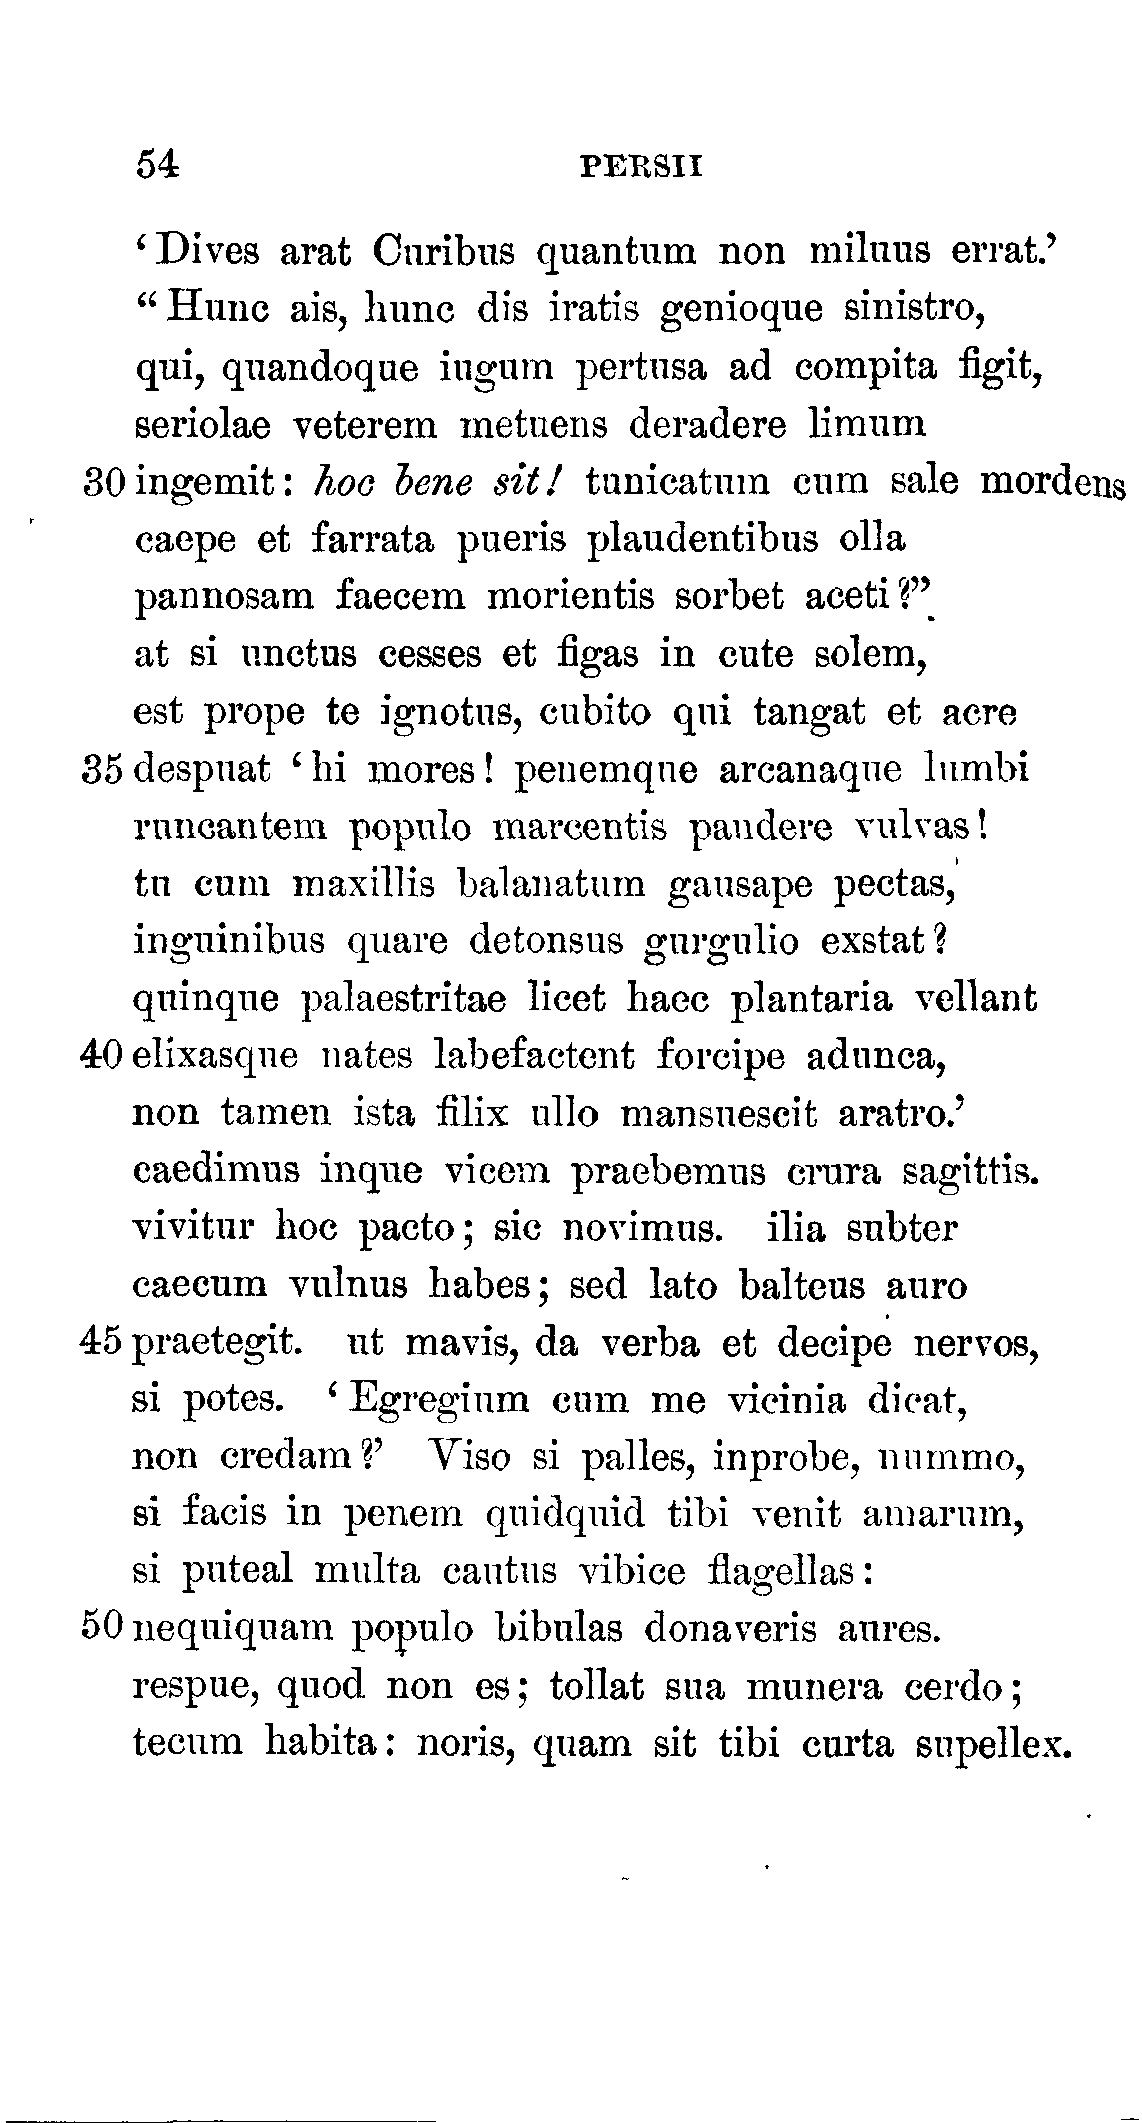 54 PERSII
‘Dives arat Curibus quantum non miluus errat.’
“Hunc ais, hunc dis iratis genioque sinistro,
qui, quandoque iugum pertusa ad compita figit,
seriolae veterem metuens deradere limum
30 ingemit: hoc bene sit! tunicatum cum sale mordens
caepe et farrata pueris plaudentibus olla
pannosam faecem morientis sorbet aceti?”
at si unctus cesses et figas in cute solem,
est prope te ignotus, cubito qui tangat et acre
35 despuat ‘hi mores! penemque arcanaque lumbi
runcantem populo marcentis pandere vulvas!
tu cum maxillis balanatum gausape pectas,
inguinibus quare detonsus gurgulio exstat?
quinque palaestritae licet haec plantaria vellant
40 elixasque nates labefactent forcipe adunca,
non tamen ista filix ullo mansuescit aratro.’
caedimus inque vicem praebemus crura sagittis.
vivitur hoc pacto; sic novimus. ilia subter
caecum vulnus habes; sed lato balteus auro
45 praetegit. ut mavis, da verba et decipe nervos,
si potes. ‘Egregium cum me vicinia dicat,
non credam?’ Viso si palles, inprobe, nummo,
si facis in penem quidquid tibi venit amarum,
si puteal multa cautus vibice flagellas:
50 nequiquam populo bibulas donaveris aures.
respue, quod non es; tollat sua munera cerdo;
tecum habita: noris, quam sit tibi curta supellex.